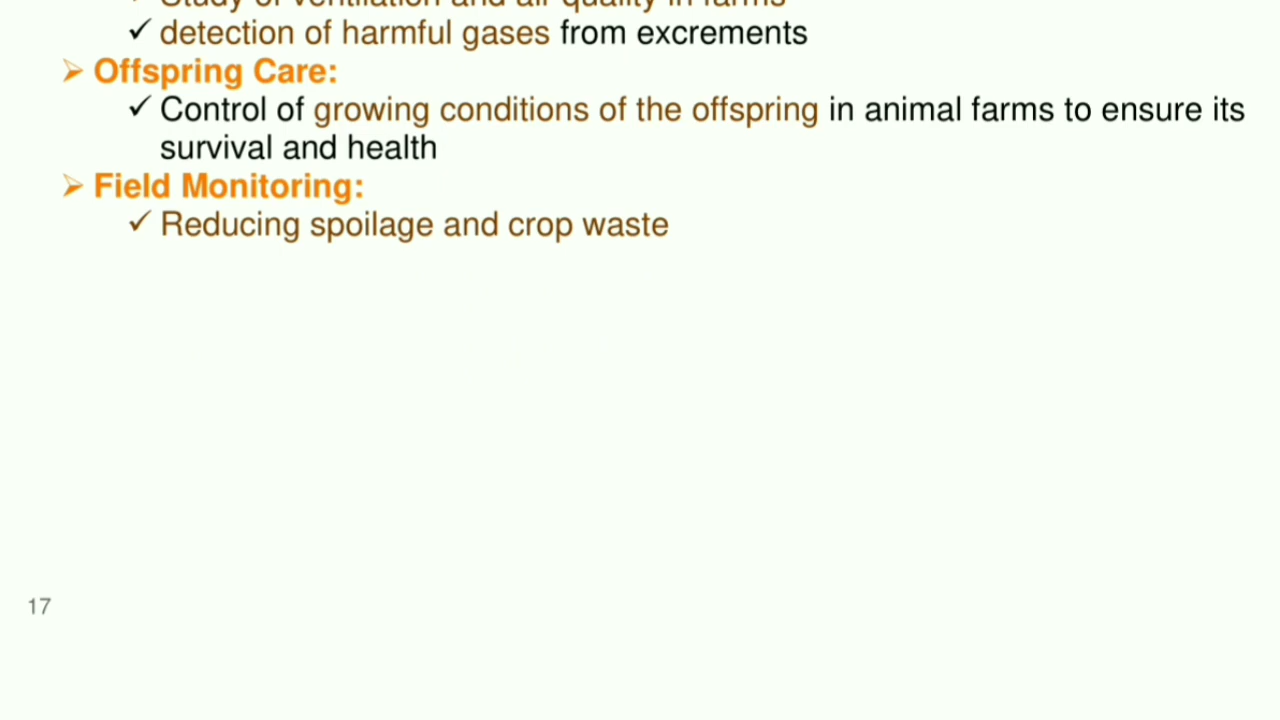 Study of ventilation and air quality in farms
✓ detection of harmful gases from excrements
➢ Offspring Care:
✓ Control of growing conditions of the offspring in animal farms to ensure its
survival and health
➢ Field Monitoring:
✓ Reducing spoilage and crop waste
17